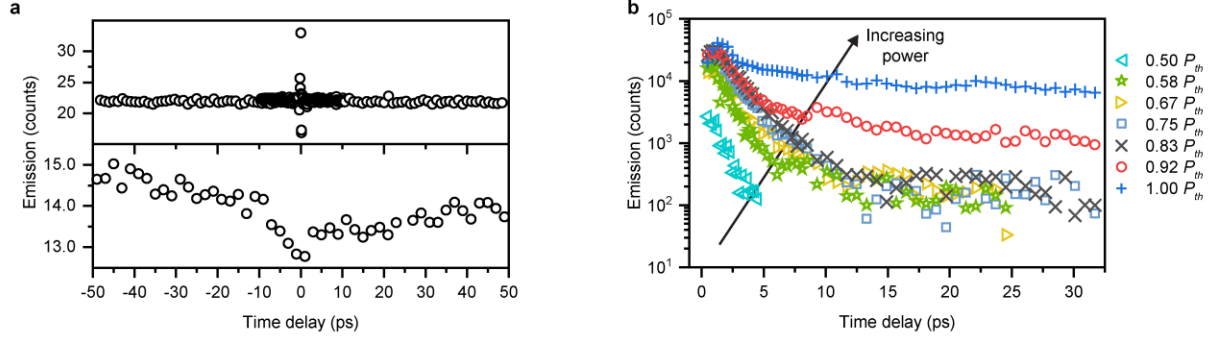 a
Emission (counts)
30
25
20
15.0
14.0
13.0
-50 -40 -30 -20 -10 0 10 20 30 40 50
Time delay (ps)
b
Emission (counts)
10^5
10^4
10^3
10^2
10^1
Increasing
power
0 5 10 15 20 25 30
Time delay (ps)
0.50 P_th
0.58 P_th
0.67 P_th
0.75 P_th
0.83 P_th
0.92 P_th
1.00 P_th